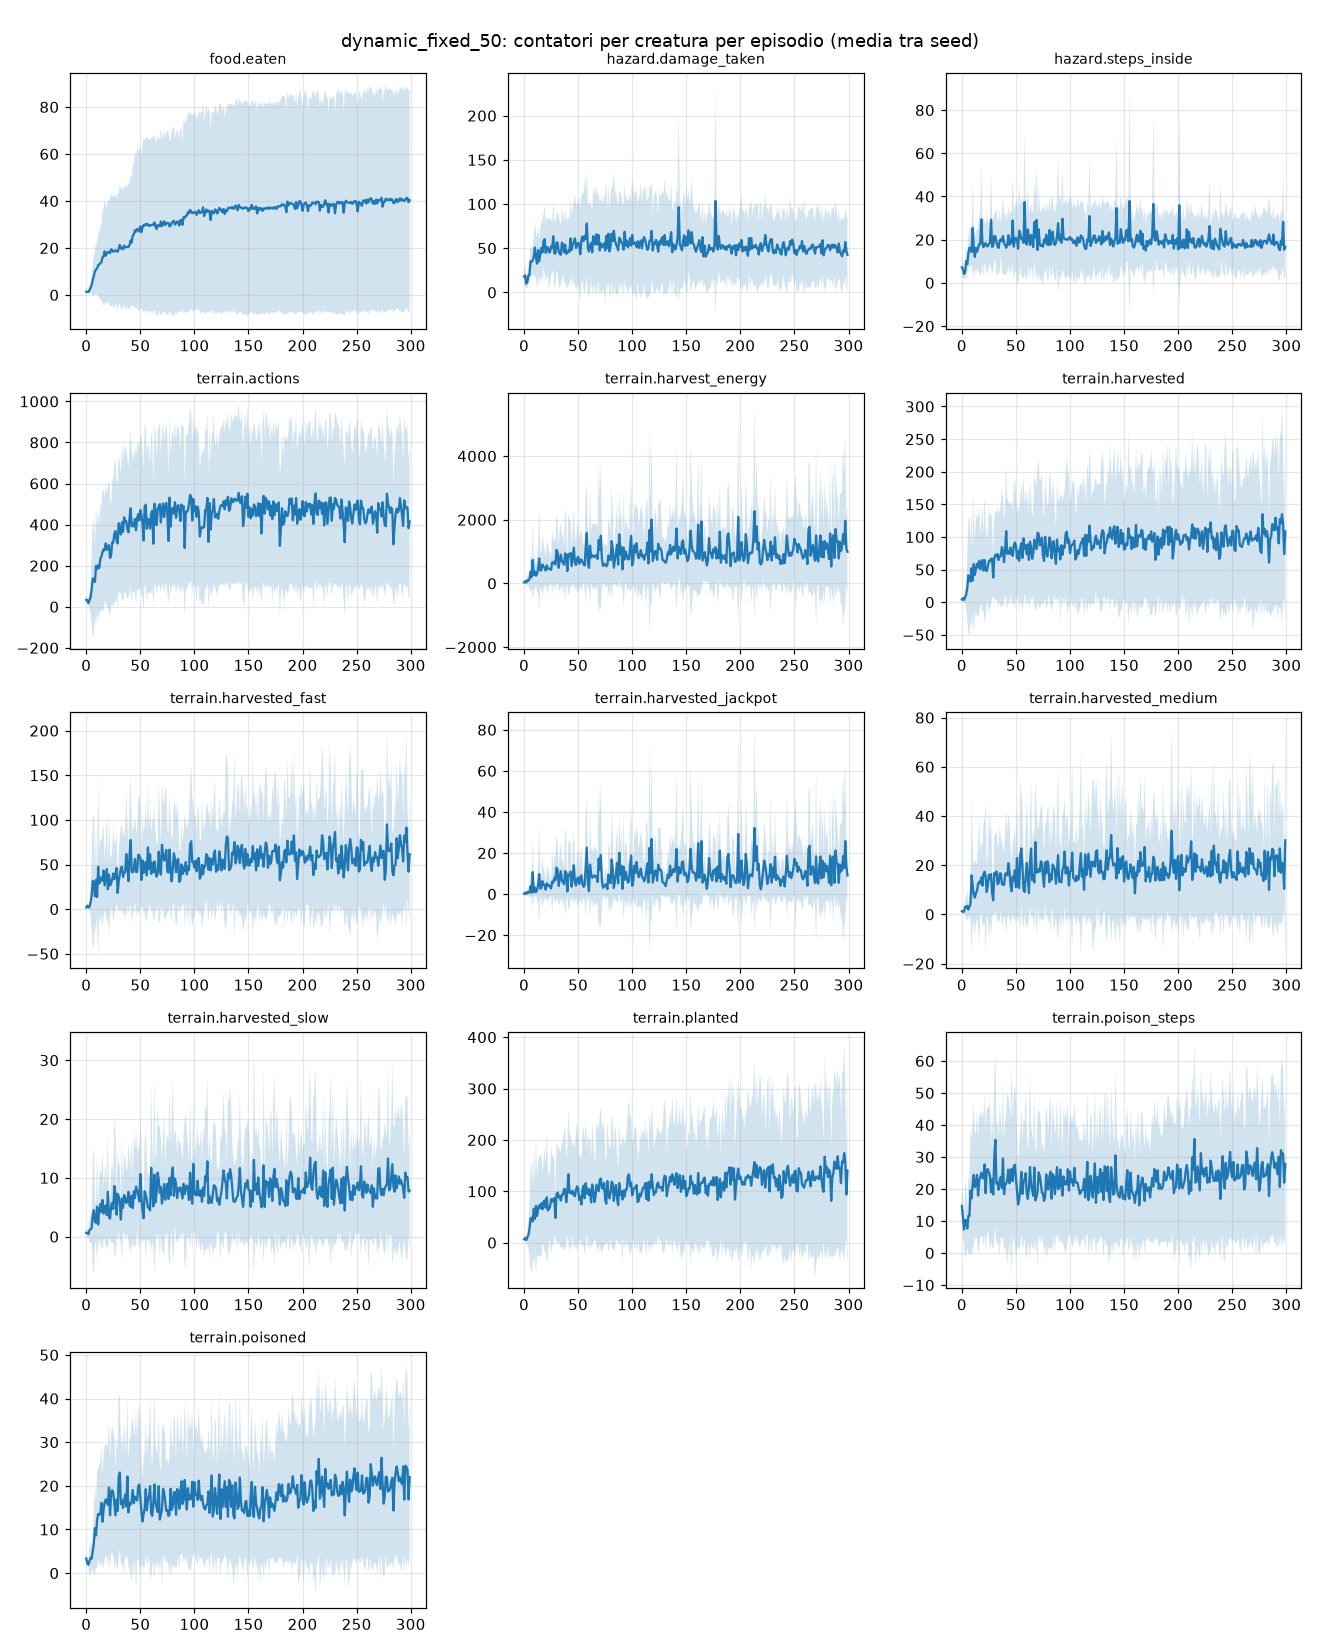 dynamic_fixed_50: contatori per creatura per episodio (media tra seed)
food.eaten
hazard.damage_taken
hazard.steps_inside
80
60
40
20
0
0 50 100 150 200 250 300
200
150
100
50
0
0 50 100 150 200 250 300
80
60
40
20
0
−20
0 50 100 150 200 250 300
terrain.actions
terrain.harvest_energy
terrain.harvested
1000
800
600
400
200
0
−200
0 50 100 150 200 250 300
4000
2000
0
−2000
0 50 100 150 200 250 300
300
250
200
150
100
50
0
−50
0 50 100 150 200 250 300
terrain.harvested_fast
terrain.harvested_jackpot
terrain.harvested_medium
200
150
100
50
0
−50
0 50 100 150 200 250 300
80
60
40
20
0
−20
0 50 100 150 200 250 300
80
60
40
20
0
−20
0 50 100 150 200 250 300
terrain.harvested_slow
terrain.planted
terrain.poison_steps
30
20
10
0
0 50 100 150 200 250 300
400
300
200
100
0
0 50 100 150 200 250 300
60
50
40
30
20
10
0
−10
0 50 100 150 200 250 300
terrain.poisoned
50
40
30
20
10
0
0 50 100 150 200 250 300